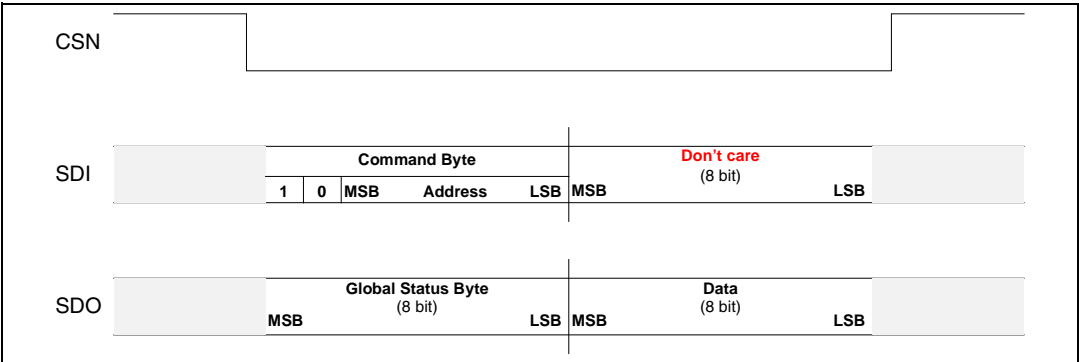 CSN
SDI
Command Byte
Don't care
(8 bit)
1 0 MSB Address LSB MSB LSB
SDO
Global Status Byte
(8 bit)
Data
(8 bit)
MSB LSB MSB LSB